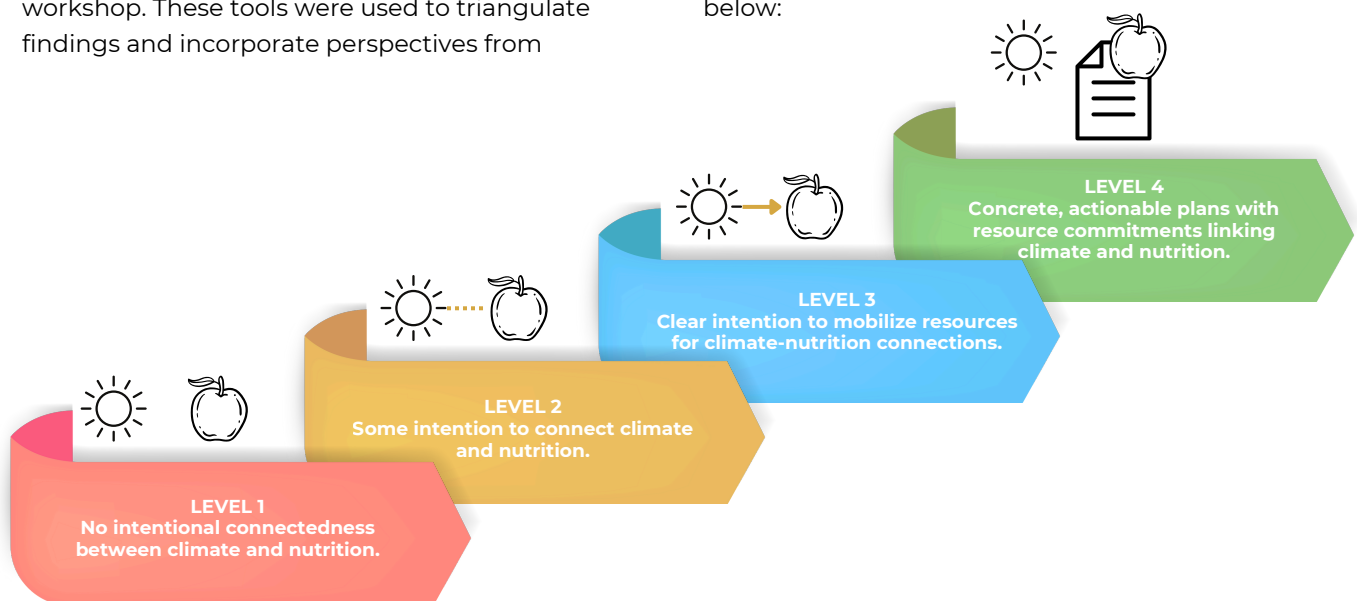 workshop. These tools were used to triangulate
findings and incorporate perspectives from
below:
LEVEL 4
Concrete, actionable plans with
resource commitments linking
climate and nutrition.
LEVEL 3
Clear intention to mobilize resources
for climate-nutrition connections.
LEVEL 2
Some intention to connect climate
and nutrition.
LEVEL 1
No intentional connectedness
between climate and nutrition.